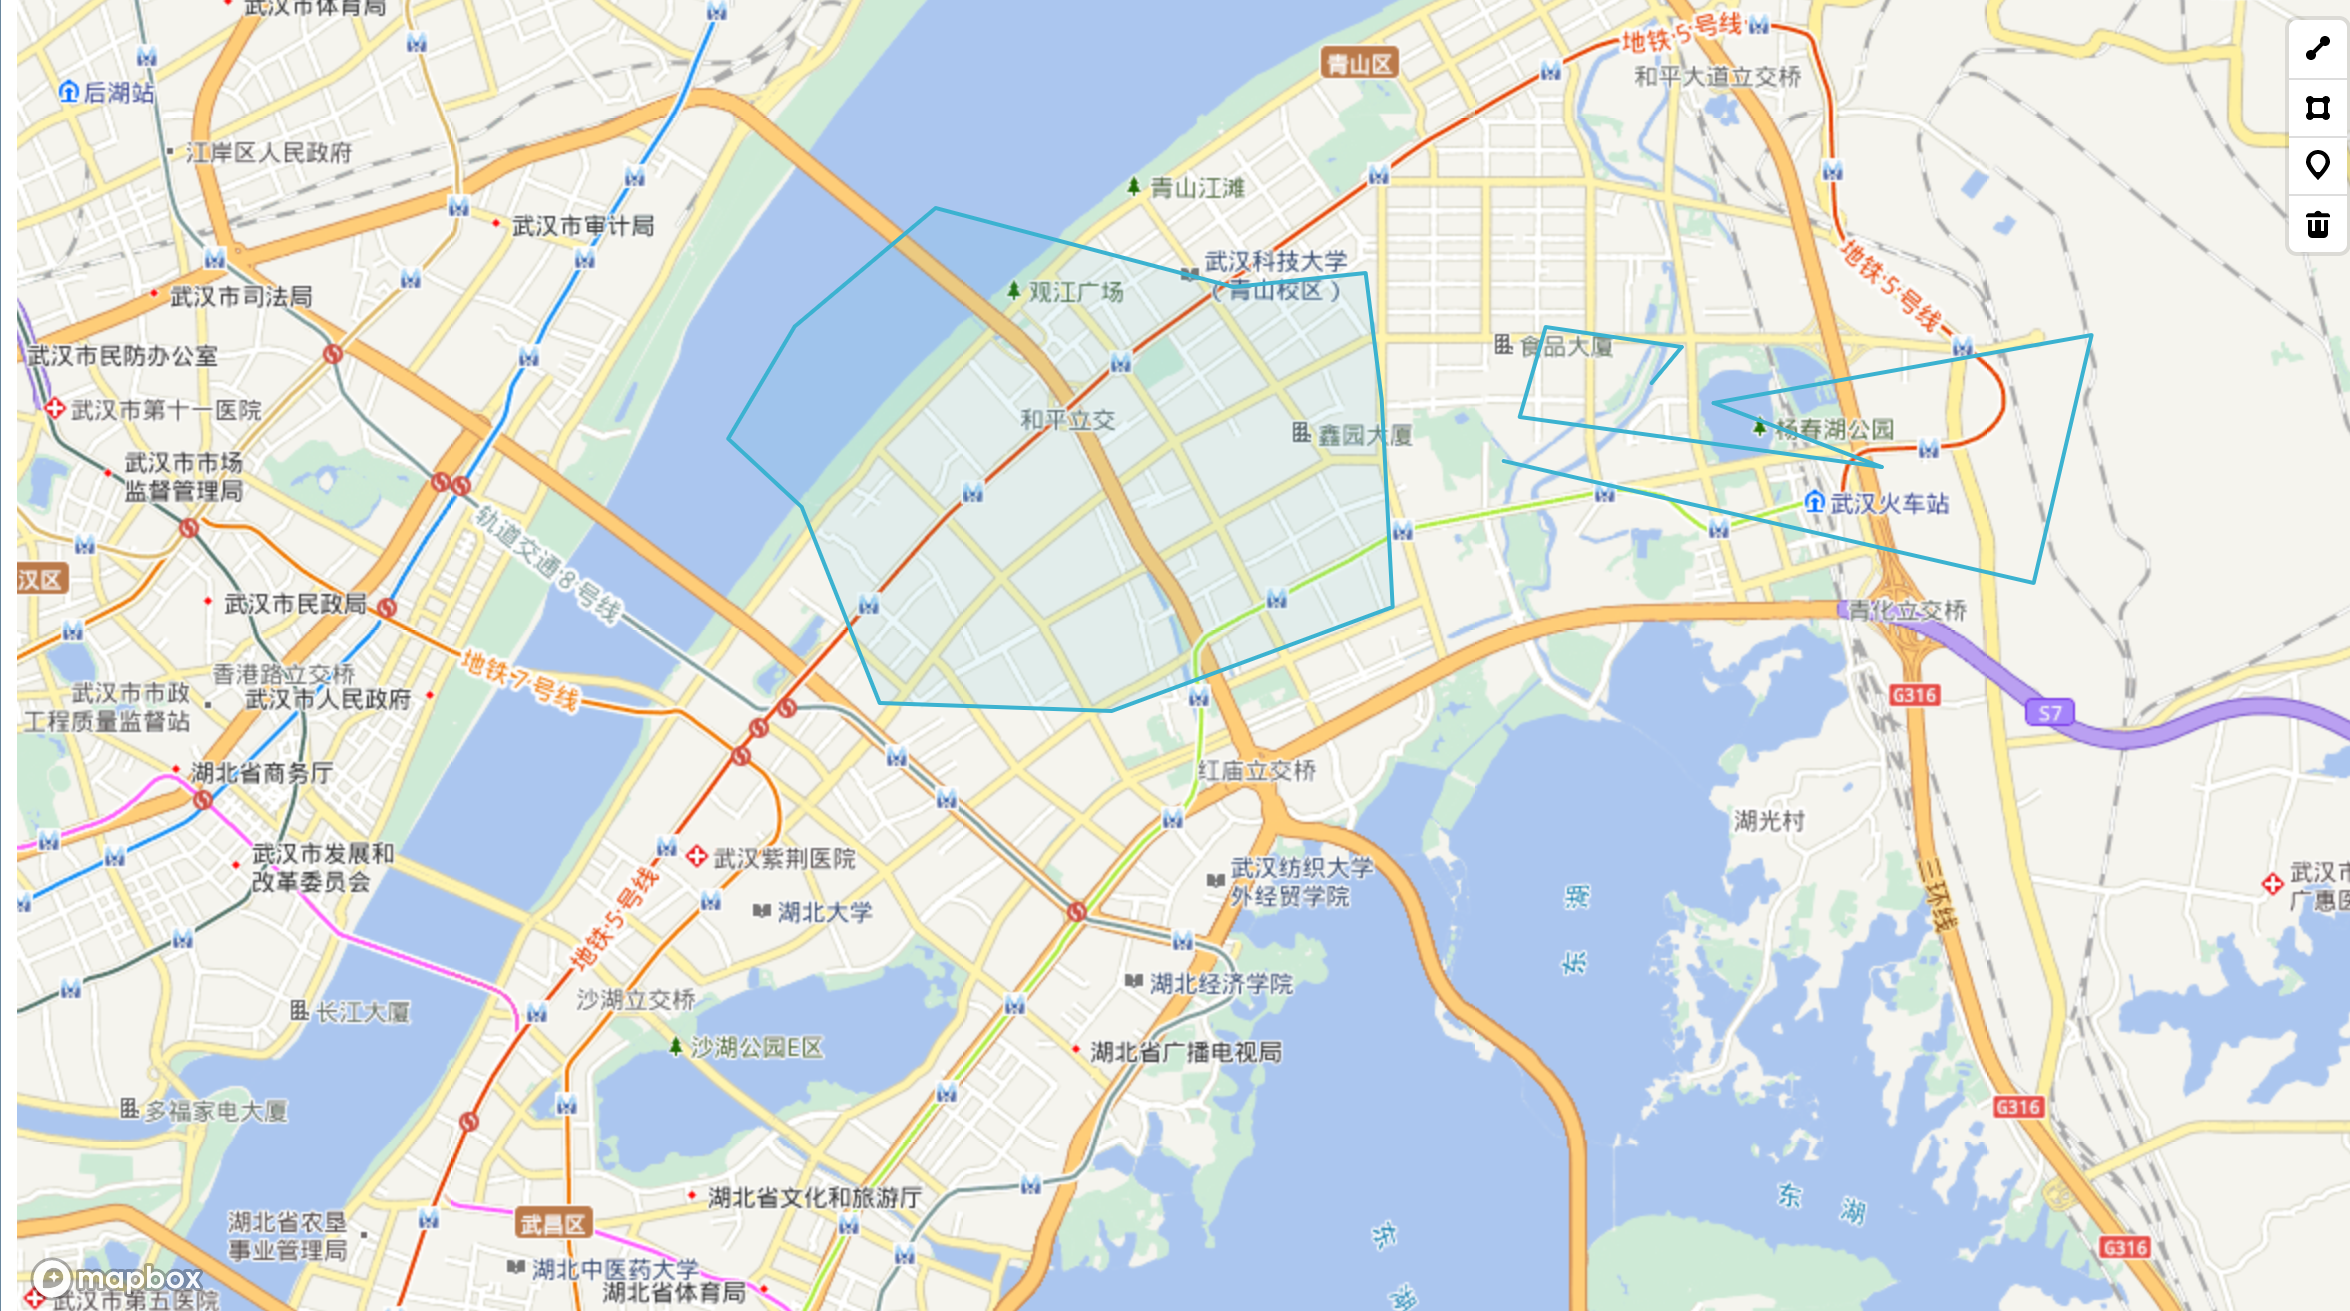 武汉市体育局
青山区
地铁·5·号线
和平大道立交桥
后湖站
江岸区人民政府
青山江滩
武汉市审计局
武汉科技大学
（青山校区）
地铁·5·号线
武汉市司法局
观江广场
武汉市民防办公室
食品大厦
武汉市第十一医院
和平立交
鑫园大厦
杨春湖公园
武汉市市场
监督管理局
武汉火车站
轨道交通·8·号线
汉区
武汉市民政局
青化立交桥
香港路立交桥
地铁·7·号线
武汉市市政
工程质量监督站
武汉市人民政府
G316
S7
湖北省商务厅
红庙立交桥
湖光村
武汉市发展和
改革委员会
武汉紫荆医院
武汉纺织大学
外经贸学院
三环线
武汉市
广惠医
湖北大学
地铁·5·号线
东湖
湖北经济学院
沙湖立交桥
长江大厦
沙湖公园E区
湖北省广播电视局
多福家电大厦
G316
湖北省文化和旅游厅
东湖
武昌区
湖北省农垦
事业管理局
东湖
G316
湖北中医药大学
mapbox
湖北省体育局
武汉市第五医院